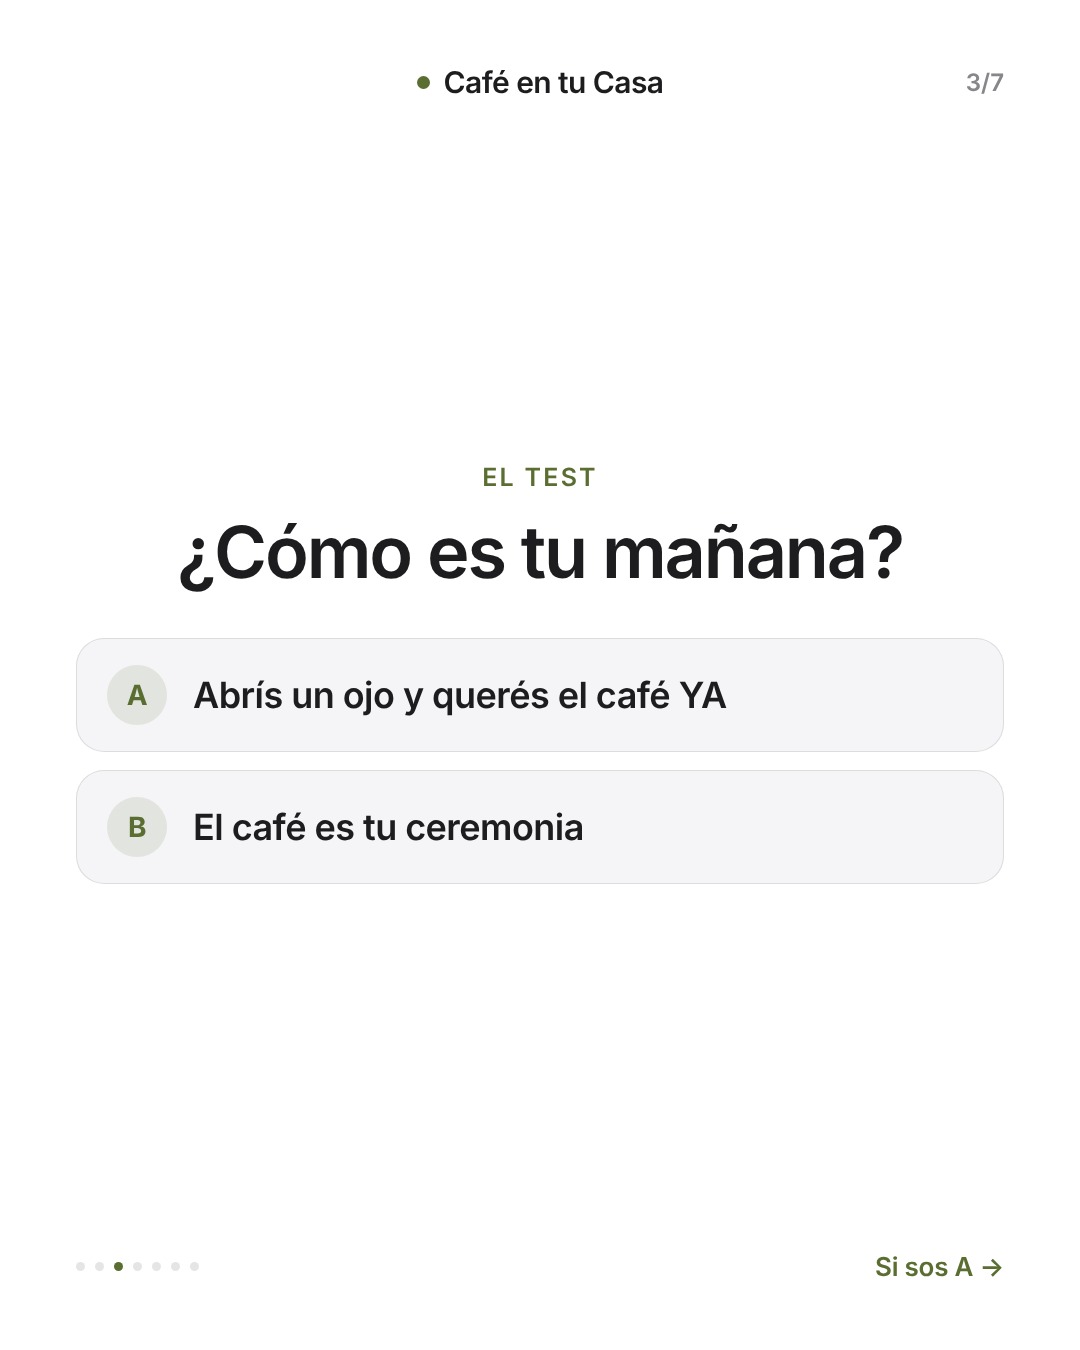 Café en tu Casa
3/7
EL TEST
¿Cómo es tu mañana?
A Abrís un ojo y querés el café YA
B El café es tu ceremonia
Si sos A →